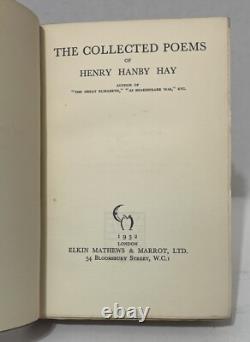 THE COLLECTED POEMS
OF
HENRY HANBY HAY
AUTHOR OF
"THE GREAT ELIZABETH," "AS SHAKESPEARE WAS," ETC.
1932
LONDON
ELKIN MATHEWS & MARROT, LTD.
54 BLOOMSBURY STREET, W.C.1